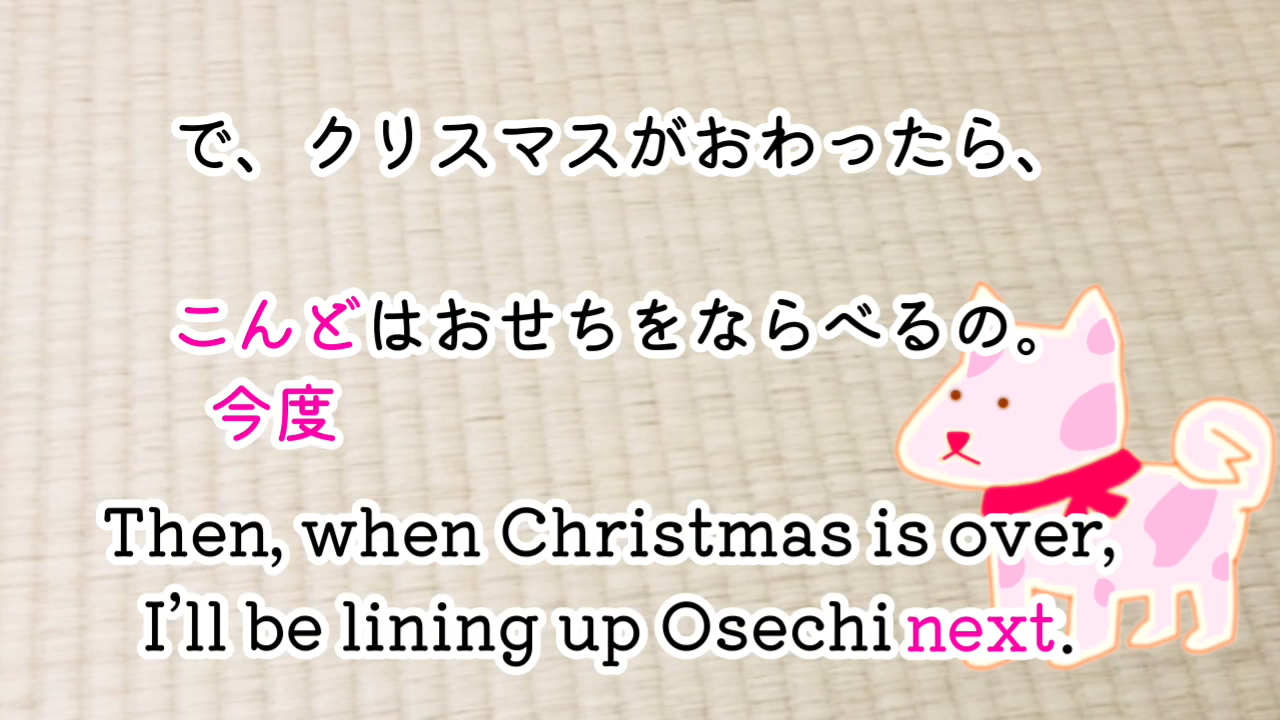 で、クリスマスがおわったら、
こんどはおせちをならべるの。
今度
Then, when Christmas is over,
I'll be lining up Osechi next.